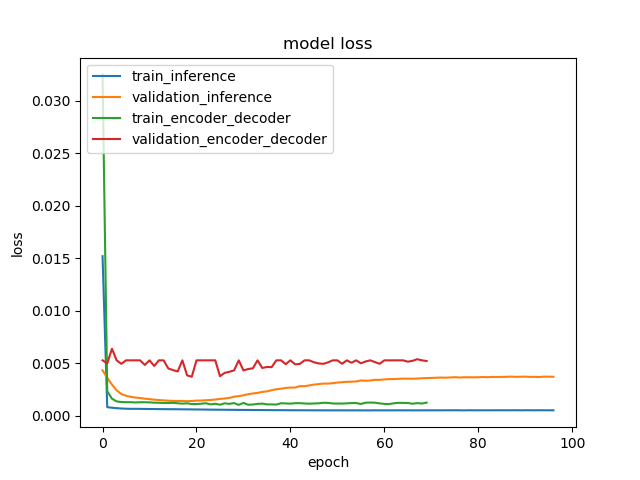 model loss
train_inference
validation_inference
train_encoder_decoder
validation_encoder_decoder
0.030
0.025
0.020
0.015
0.010
0.005
0.000
loss
0 20 40 60 80 100
epoch